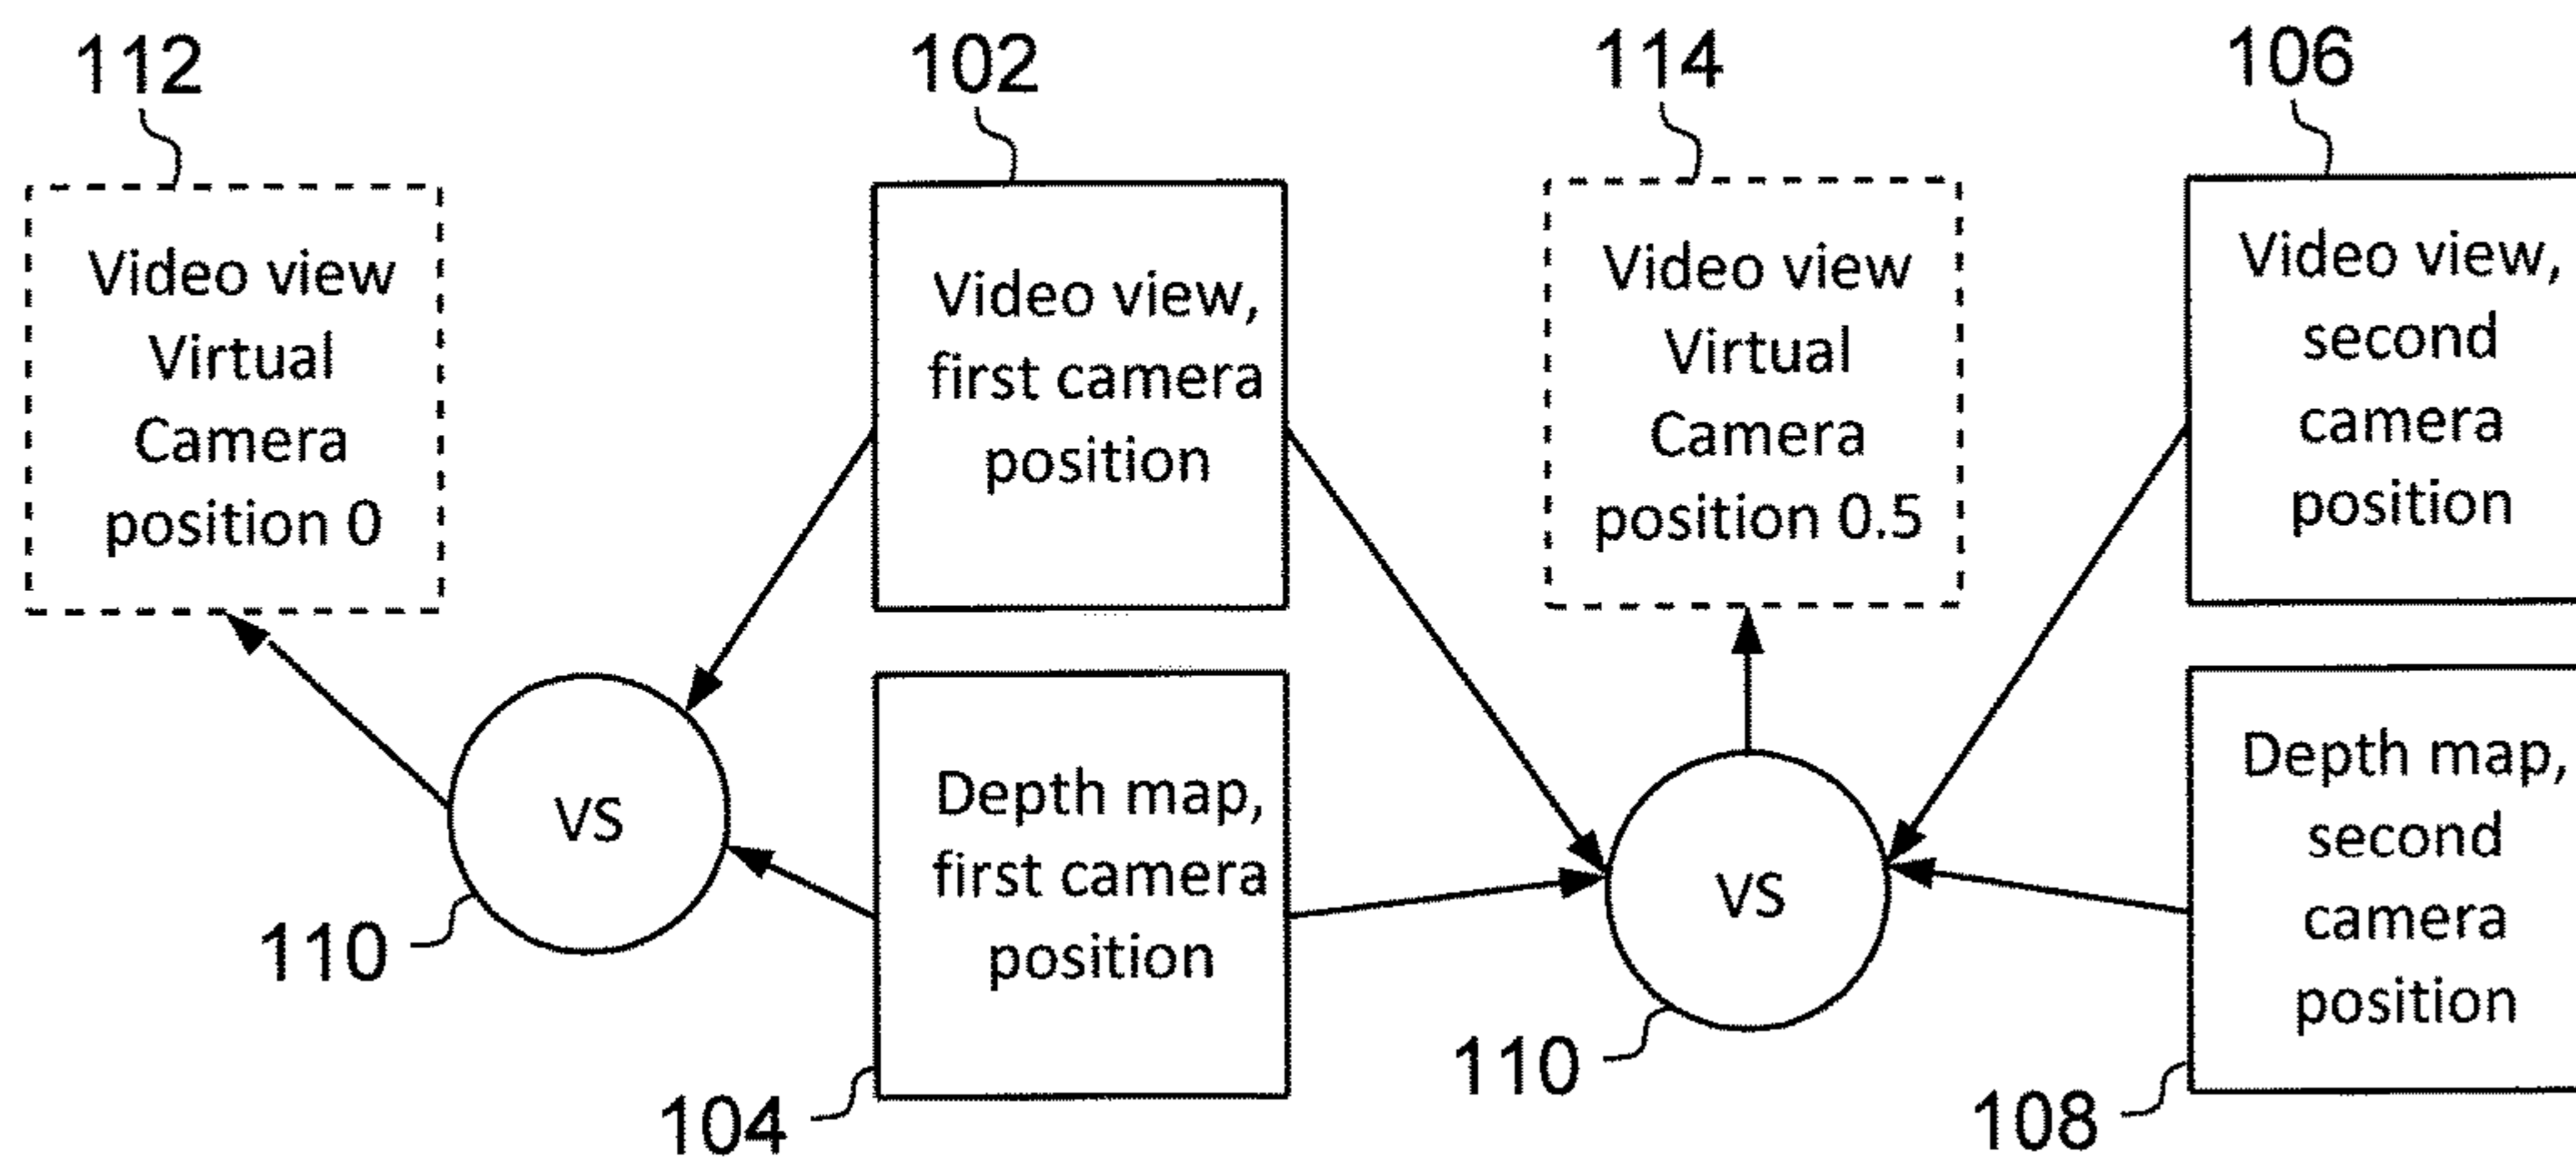 112
102
114
106
Video view
Virtual
Camera
position 0
Video view,
first camera
position
Video view
Virtual
Camera
position 0.5
Video view,
second
camera
position
VS
110
Depth map,
first camera
position
104
VS
110
Depth map,
second
camera
position
108